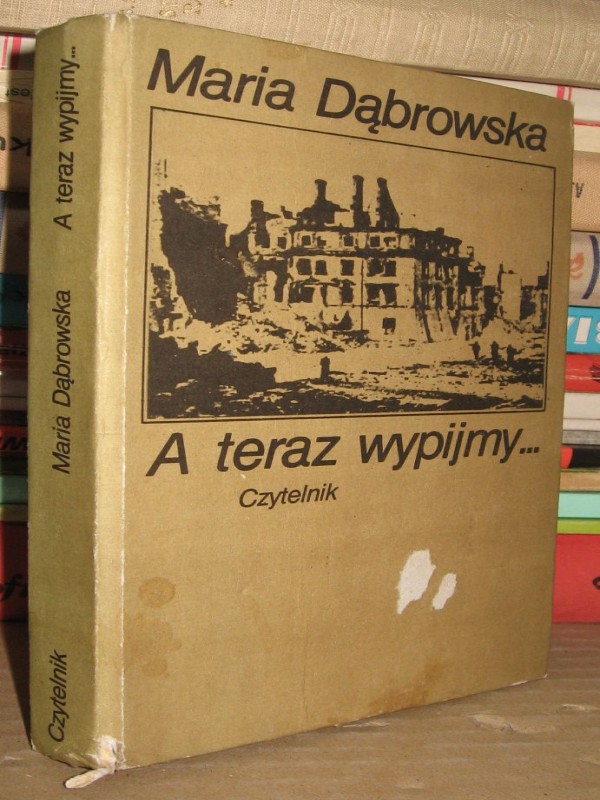 Maria Dąbrowska
A teraz wypijmy...
Czytelnik
A teraz wypijmy...
Maria Dąbrowska
Czytelnik